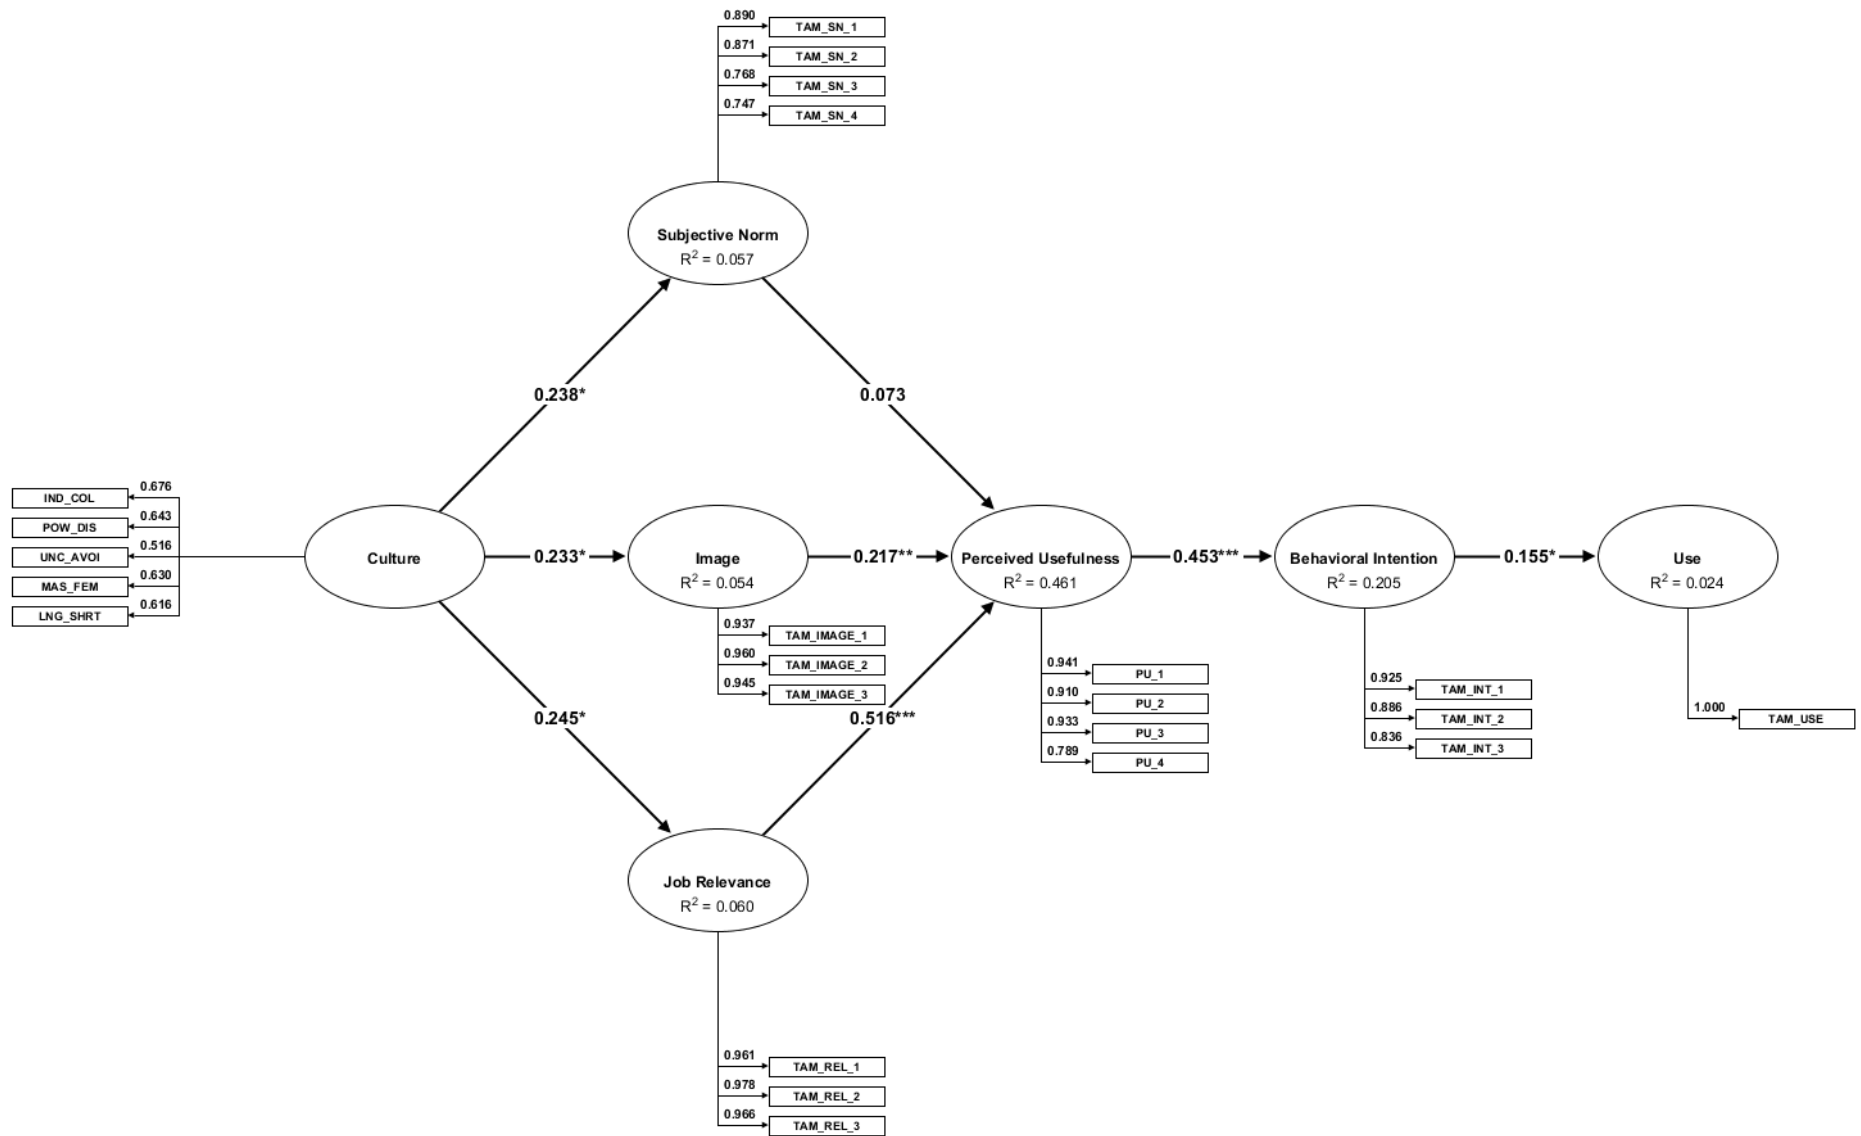 0.890
TAM_SN_1
0.871
TAM_SN_2
0.768
TAM_SN_3
0.747
TAM_SN_4
Subjective Norm
R² = 0.057
0.238*
0.073
0.676
IND_COL
0.643
POW_DIS
0.516
UNC_AVOI
0.630
MAS_FEM
0.616
LNG_SHRT
Culture
0.233*
Image
R² = 0.054
0.217**
Perceived Usefulness
R² = 0.461
0.453***
Behavioral Intention
R² = 0.205
0.155*
Use
R² = 0.024
0.937
TAM_IMAGE_1
0.960
TAM_IMAGE_2
0.945
TAM_IMAGE_3
0.941
PU_1
0.910
PU_2
0.933
PU_3
0.789
PU_4
0.925
TAM_INT_1
0.886
TAM_INT_2
0.836
TAM_INT_3
1.000
TAM_USE
0.245*
0.516***
Job Relevance
R² = 0.060
0.961
TAM_REL_1
0.978
TAM_REL_2
0.966
TAM_REL_3